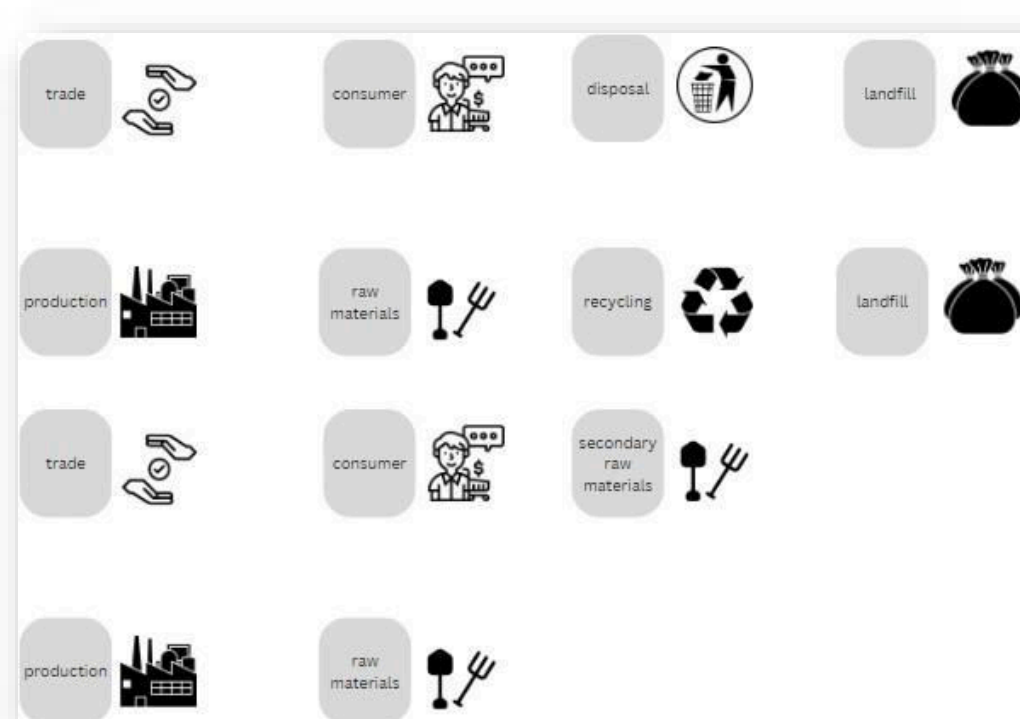 trade
consumer
disposal
landfill
production
raw
materials
recycling
landfill
trade
consumer
secondary
raw
materials
production
raw
materials